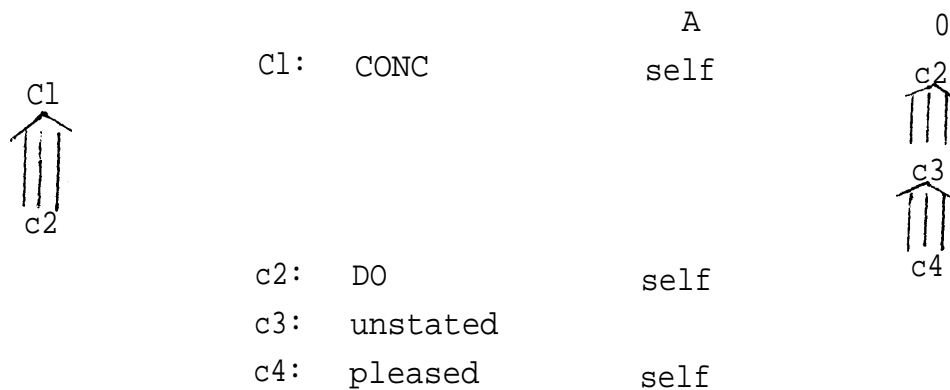 A 0
Cl: CONC self c2
Cl
c3
c2
c4
c2: DO self
c3: unstated
c4: pleased self